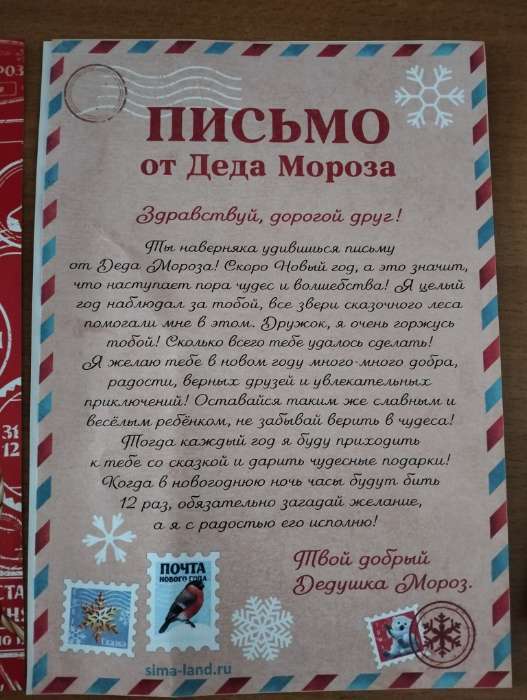 ПИСЬМО
от Деда Мороза
Здравствуй, дорогой друг!
Ты наверняка удивишься письму
от Деда Мороза! Скоро Новый год, а это значит,
что наступает пора чудес и волшебства! Я целый
год наблюдал за тобой, все звери сказочного леса
помогали мне в этом. Дружок, я очень горжусь
тобой! Сколько всего тебе удалось сделать!
Я желаю тебе в новом году много-много добра,
радости, верных друзей и увлекательных
приключений! Оставайся таким же славным и
весёлым ребёнком, не забывай верить в чудеса!
Тогда каждый год я буду приходить
к тебе со сказкой и дарить чудесные подарки!
Когда в новогоднюю ночь часы будут бить
12 раз, обязательно загадай желание,
а я с радостью его исполню!
Твой добрый
Дедушка Мороз.
ПОЧТА
НОВОГО ГОДА
Сказка
sima-land.ru
31
12